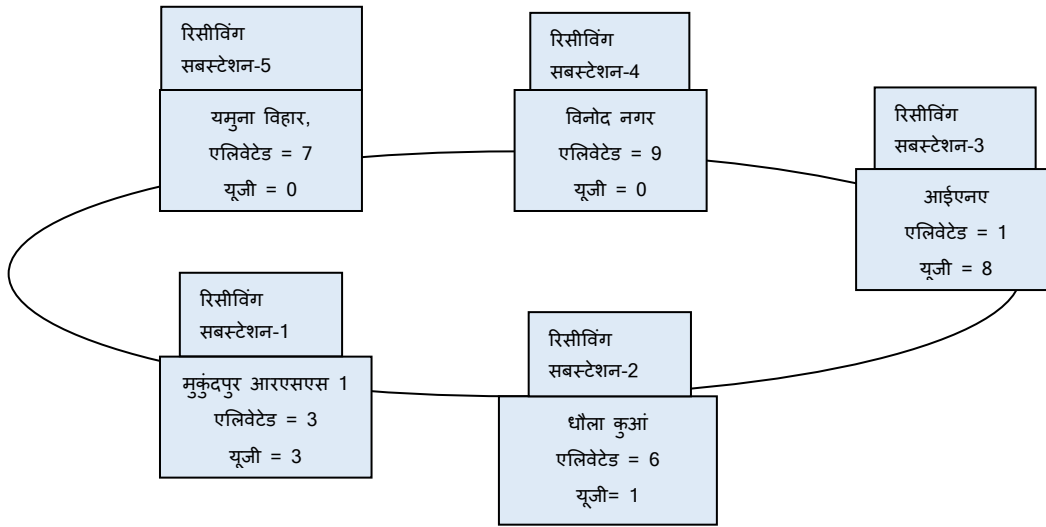 रिसीविंग
सबस्टेशन-5
यमुना विहार,
एलिवेटेड = 7
यूजी = 0
रिसीविंग
सबस्टेशन-4
विनोद नगर
एलिवेटेड = 9
यूजी = 0
रिसीविंग
सबस्टेशन-3
आईएनए
एलिवेटेड = 1
यूजी = 8
रिसीविंग
सबस्टेशन-1
मुकुंदपुर आरएसएस 1
एलिवेटेड = 3
यूजी = 3
रिसीविंग
सबस्टेशन-2
धौला कुआं
एलिवेटेड = 6
यूजी= 1